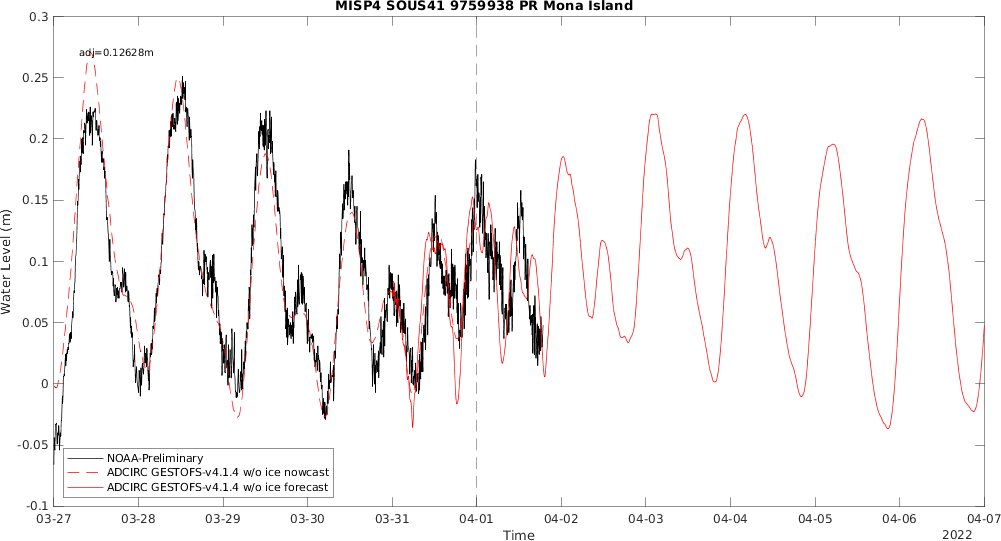 MISP4 SOUS41 9759938 PR Mona Island
adj=0.12628m
Water Level (m)
0.3
0.25
0.2
0.15
0.1
0.05
0
-0.05
-0.1
NOAA-Preliminary
ADCIRC GESTOFS-v4.1.4 w/o ice nowcast
ADCIRC GESTOFS-v4.1.4 w/o ice forecast
03-27 03-28 03-29 03-30 03-31 04-01 04-02 04-03 04-04 04-05 04-06 04-07
Time
2022